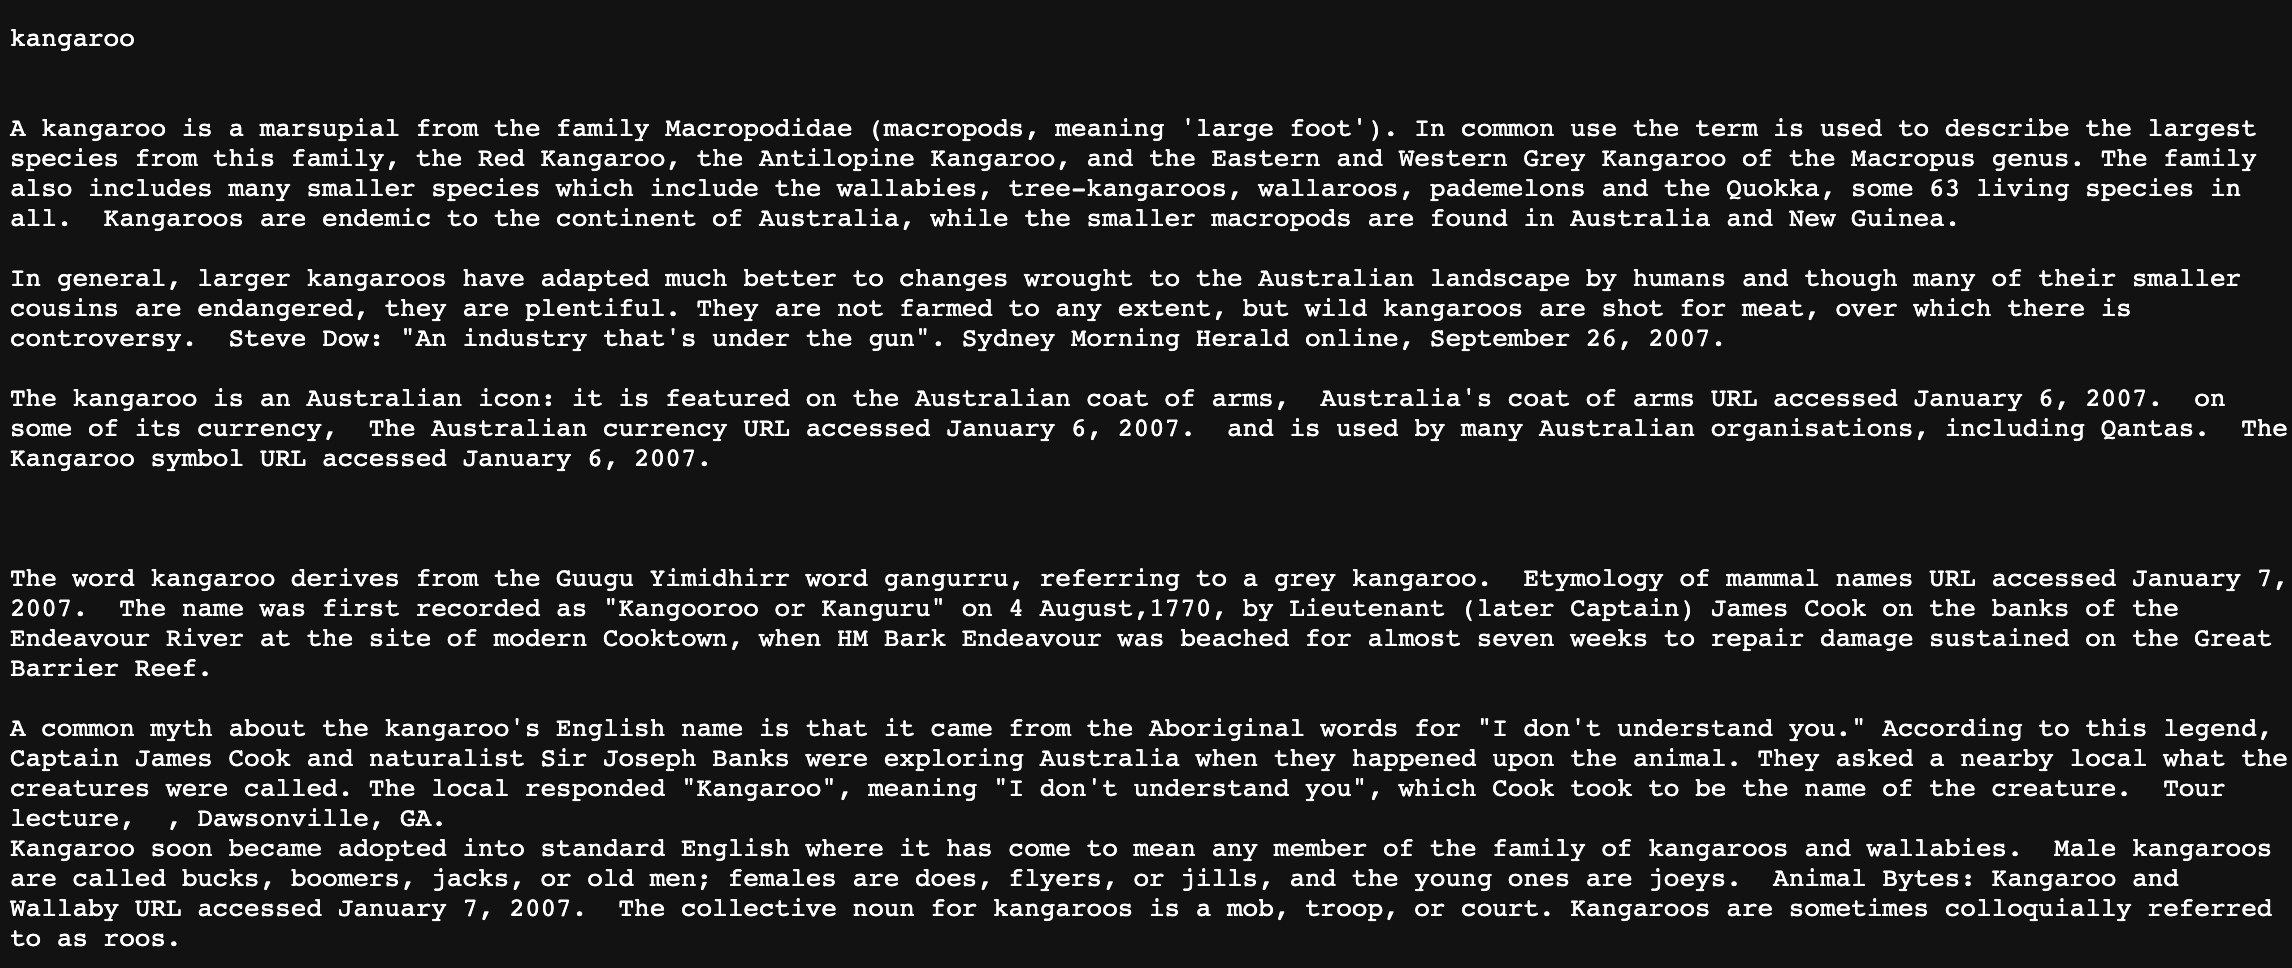 kangaroo
A kangaroo is a marsupial from the family Macropodidae (macropods, meaning 'large foot'). In common use the term is used to describe the largest
species from this family, the Red Kangaroo, the Antilopine Kangaroo, and the Eastern and Western Grey Kangaroo of the Macropus genus. The family
also includes many smaller species which include the wallabies, tree-kangaroos, wallaroos, pademelons and the Quokka, some 63 living species in
all.  Kangaroos are endemic to the continent of Australia, while the smaller macropods are found in Australia and New Guinea.
In general, larger kangaroos have adapted much better to changes wrought to the Australian landscape by humans and though many of their smaller
cousins are endangered, they are plentiful. They are not farmed to any extent, but wild kangaroos are shot for meat, over which there is
controversy.  Steve Dow: "An industry that's under the gun". Sydney Morning Herald online, September 26, 2007.
The kangaroo is an Australian icon: it is featured on the Australian coat of arms,  Australia's coat of arms URL accessed January 6, 2007.  on
some of its currency,  The Australian currency URL accessed January 6, 2007.  and is used by many Australian organisations, including Qantas.  The
Kangaroo symbol URL accessed January 6, 2007.
The word kangaroo derives from the Guugu Yimidhirr word gangurru, referring to a grey kangaroo.  Etymology of mammal names URL accessed January 7,
2007.  The name was first recorded as "Kangooroo or Kanguru" on 4 August,1770, by Lieutenant (later Captain) James Cook on the banks of the
Endeavour River at the site of modern Cooktown, when HM Bark Endeavour was beached for almost seven weeks to repair damage sustained on the Great
Barrier Reef.
A common myth about the kangaroo's English name is that it came from the Aboriginal words for "I don't understand you." According to this legend,
Captain James Cook and naturalist Sir Joseph Banks were exploring Australia when they happened upon the animal. They asked a nearby local what the
creatures were called. The local responded "Kangaroo", meaning "I don't understand you", which Cook took to be the name of the creature.  Tour
lecture,  , Dawsonville, GA.
Kangaroo soon became adopted into standard English where it has come to mean any member of the family of kangaroos and wallabies.  Male kangaroos
are called bucks, boomers, jacks, or old men; females are does, flyers, or jills, and the young ones are joeys.  Animal Bytes: Kangaroo and
Wallaby URL accessed January 7, 2007.  The collective noun for kangaroos is a mob, troop, or court. Kangaroos are sometimes colloquially referred
to as roos.